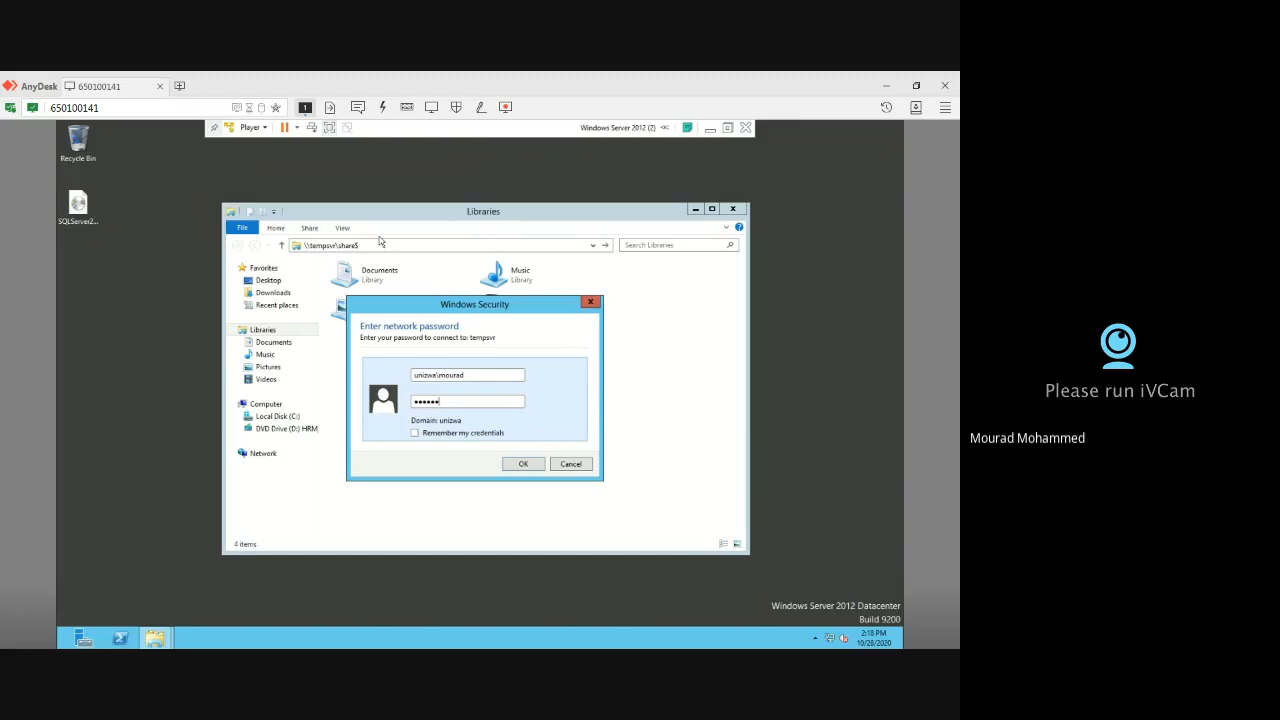 AnyDesk
650100141
650100141
1
Player
Windows Server 2012 (2)
Recycle Bin
SQLServer2...
Libraries
File
Home
Share
View
\\tempsvr\share$
Search Libraries
Favorites
Desktop
Downloads
Recent places
Libraries
Documents
Music
Pictures
Videos
Computer
Local Disk (C:)
DVD Drive (D:) HRM
Network
Documents
Library
Music
Library
Windows Security
Enter network password
Enter your password to connect to: tempsvr
unizwa\mourad
••••••
Domain: unizwa
Remember my credentials
OK
Cancel
4 items
Windows Server 2012 Datacenter
Build 9200
2:18 PM
10/28/2020
Please run iVCam
Mourad Mohammed